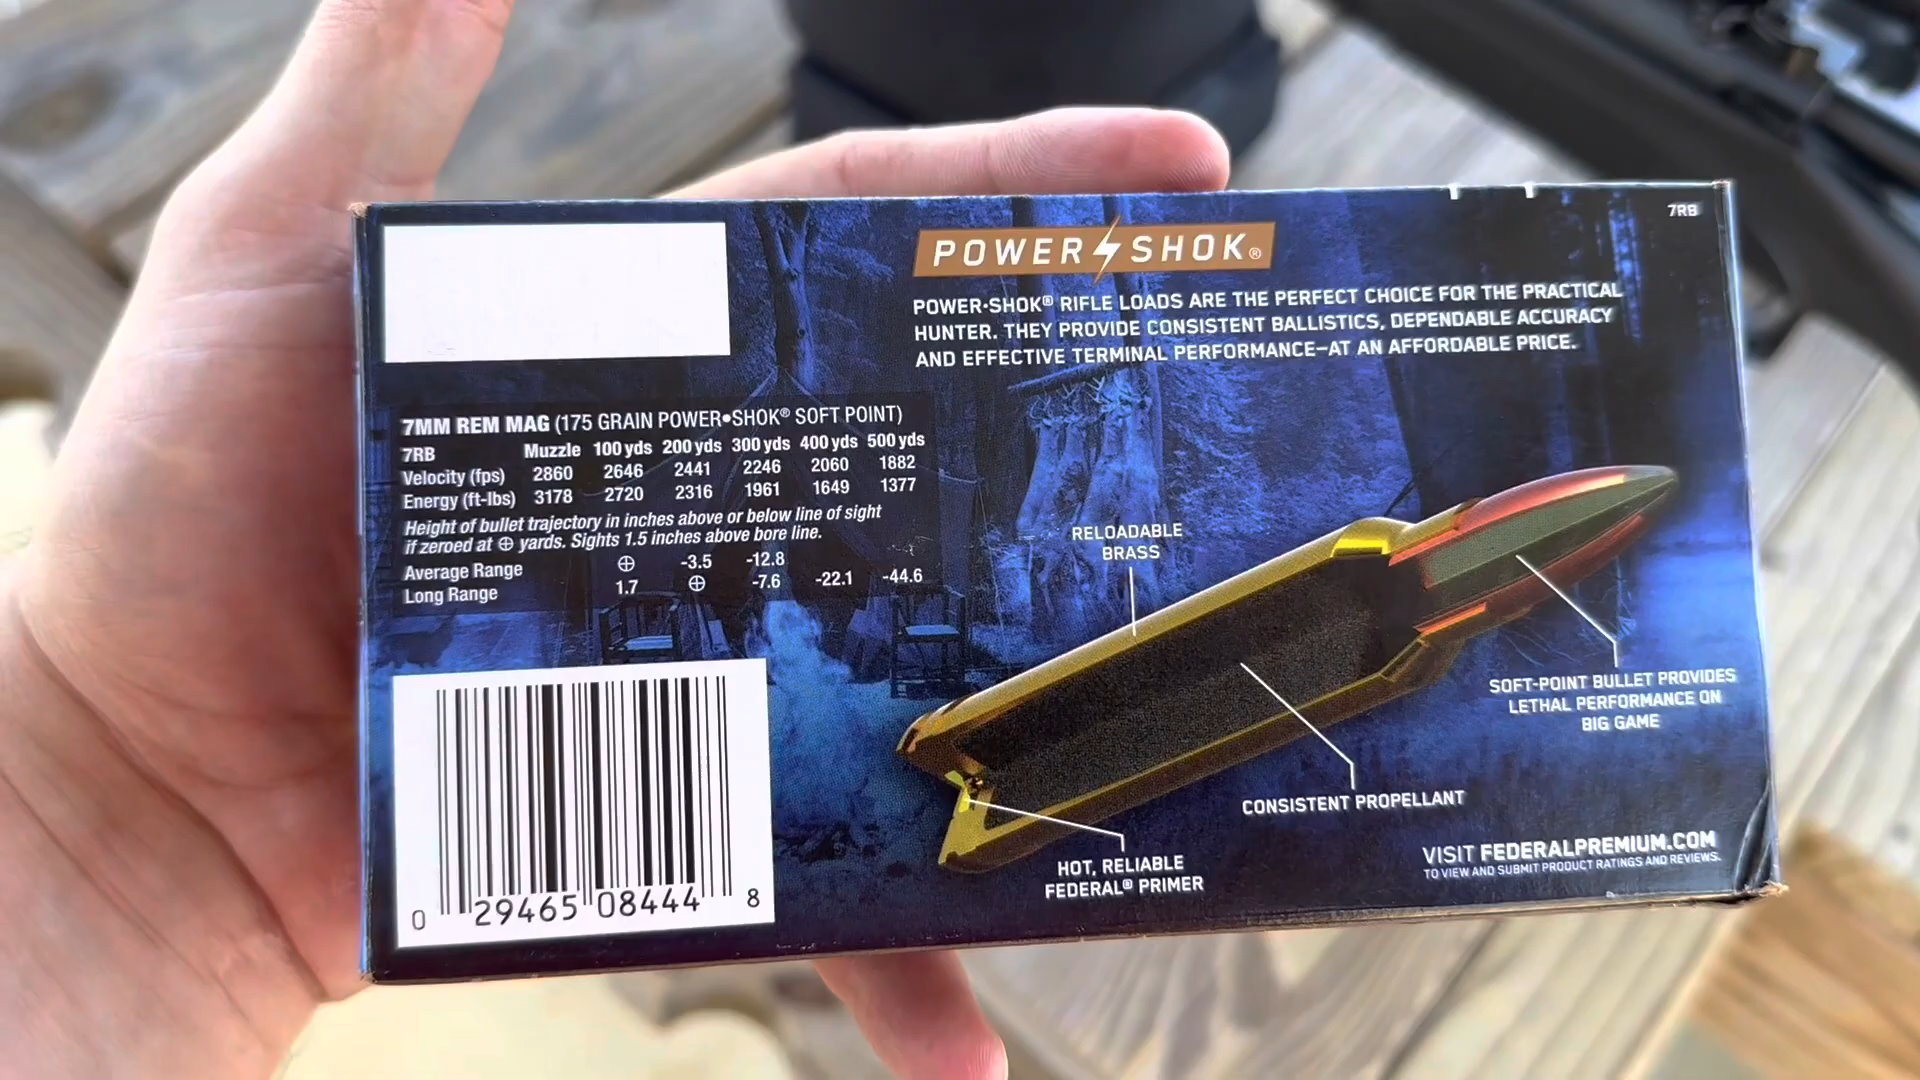 7RB
POWER SHOK®
POWER•SHOK® RIFLE LOADS ARE THE PERFECT CHOICE FOR THE PRACTICAL
HUNTER. THEY PROVIDE CONSISTENT BALLISTICS, DEPENDABLE ACCURACY
AND EFFECTIVE TERMINAL PERFORMANCE–AT AN AFFORDABLE PRICE.
7MM REM MAG (175 GRAIN POWER•SHOK® SOFT POINT)
7RB Muzzle 100 yds 200 yds 300 yds 400 yds 500 yds
Velocity (fps) 2860 2646 2441 2246 2060 1882
Energy (ft-lbs) 3178 2720 2316 1961 1649 1377
Height of bullet trajectory in inches above or below line of sight
if zeroed at ⊕ yards. Sights 1.5 inches above bore line.
Average Range ⊕ -3.5 -12.8
Long Range 1.7 ⊕ -7.6 -22.1 -44.6
RELOADABLE
BRASS
SOFT-POINT BULLET PROVIDES
LETHAL PERFORMANCE ON
BIG GAME
CONSISTENT PROPELLANT
HOT, RELIABLE
FEDERAL® PRIMER
VISIT FEDERALPREMIUM.COM
TO VIEW AND SUBMIT PRODUCT RATINGS AND REVIEWS.
0 29465 08444 8